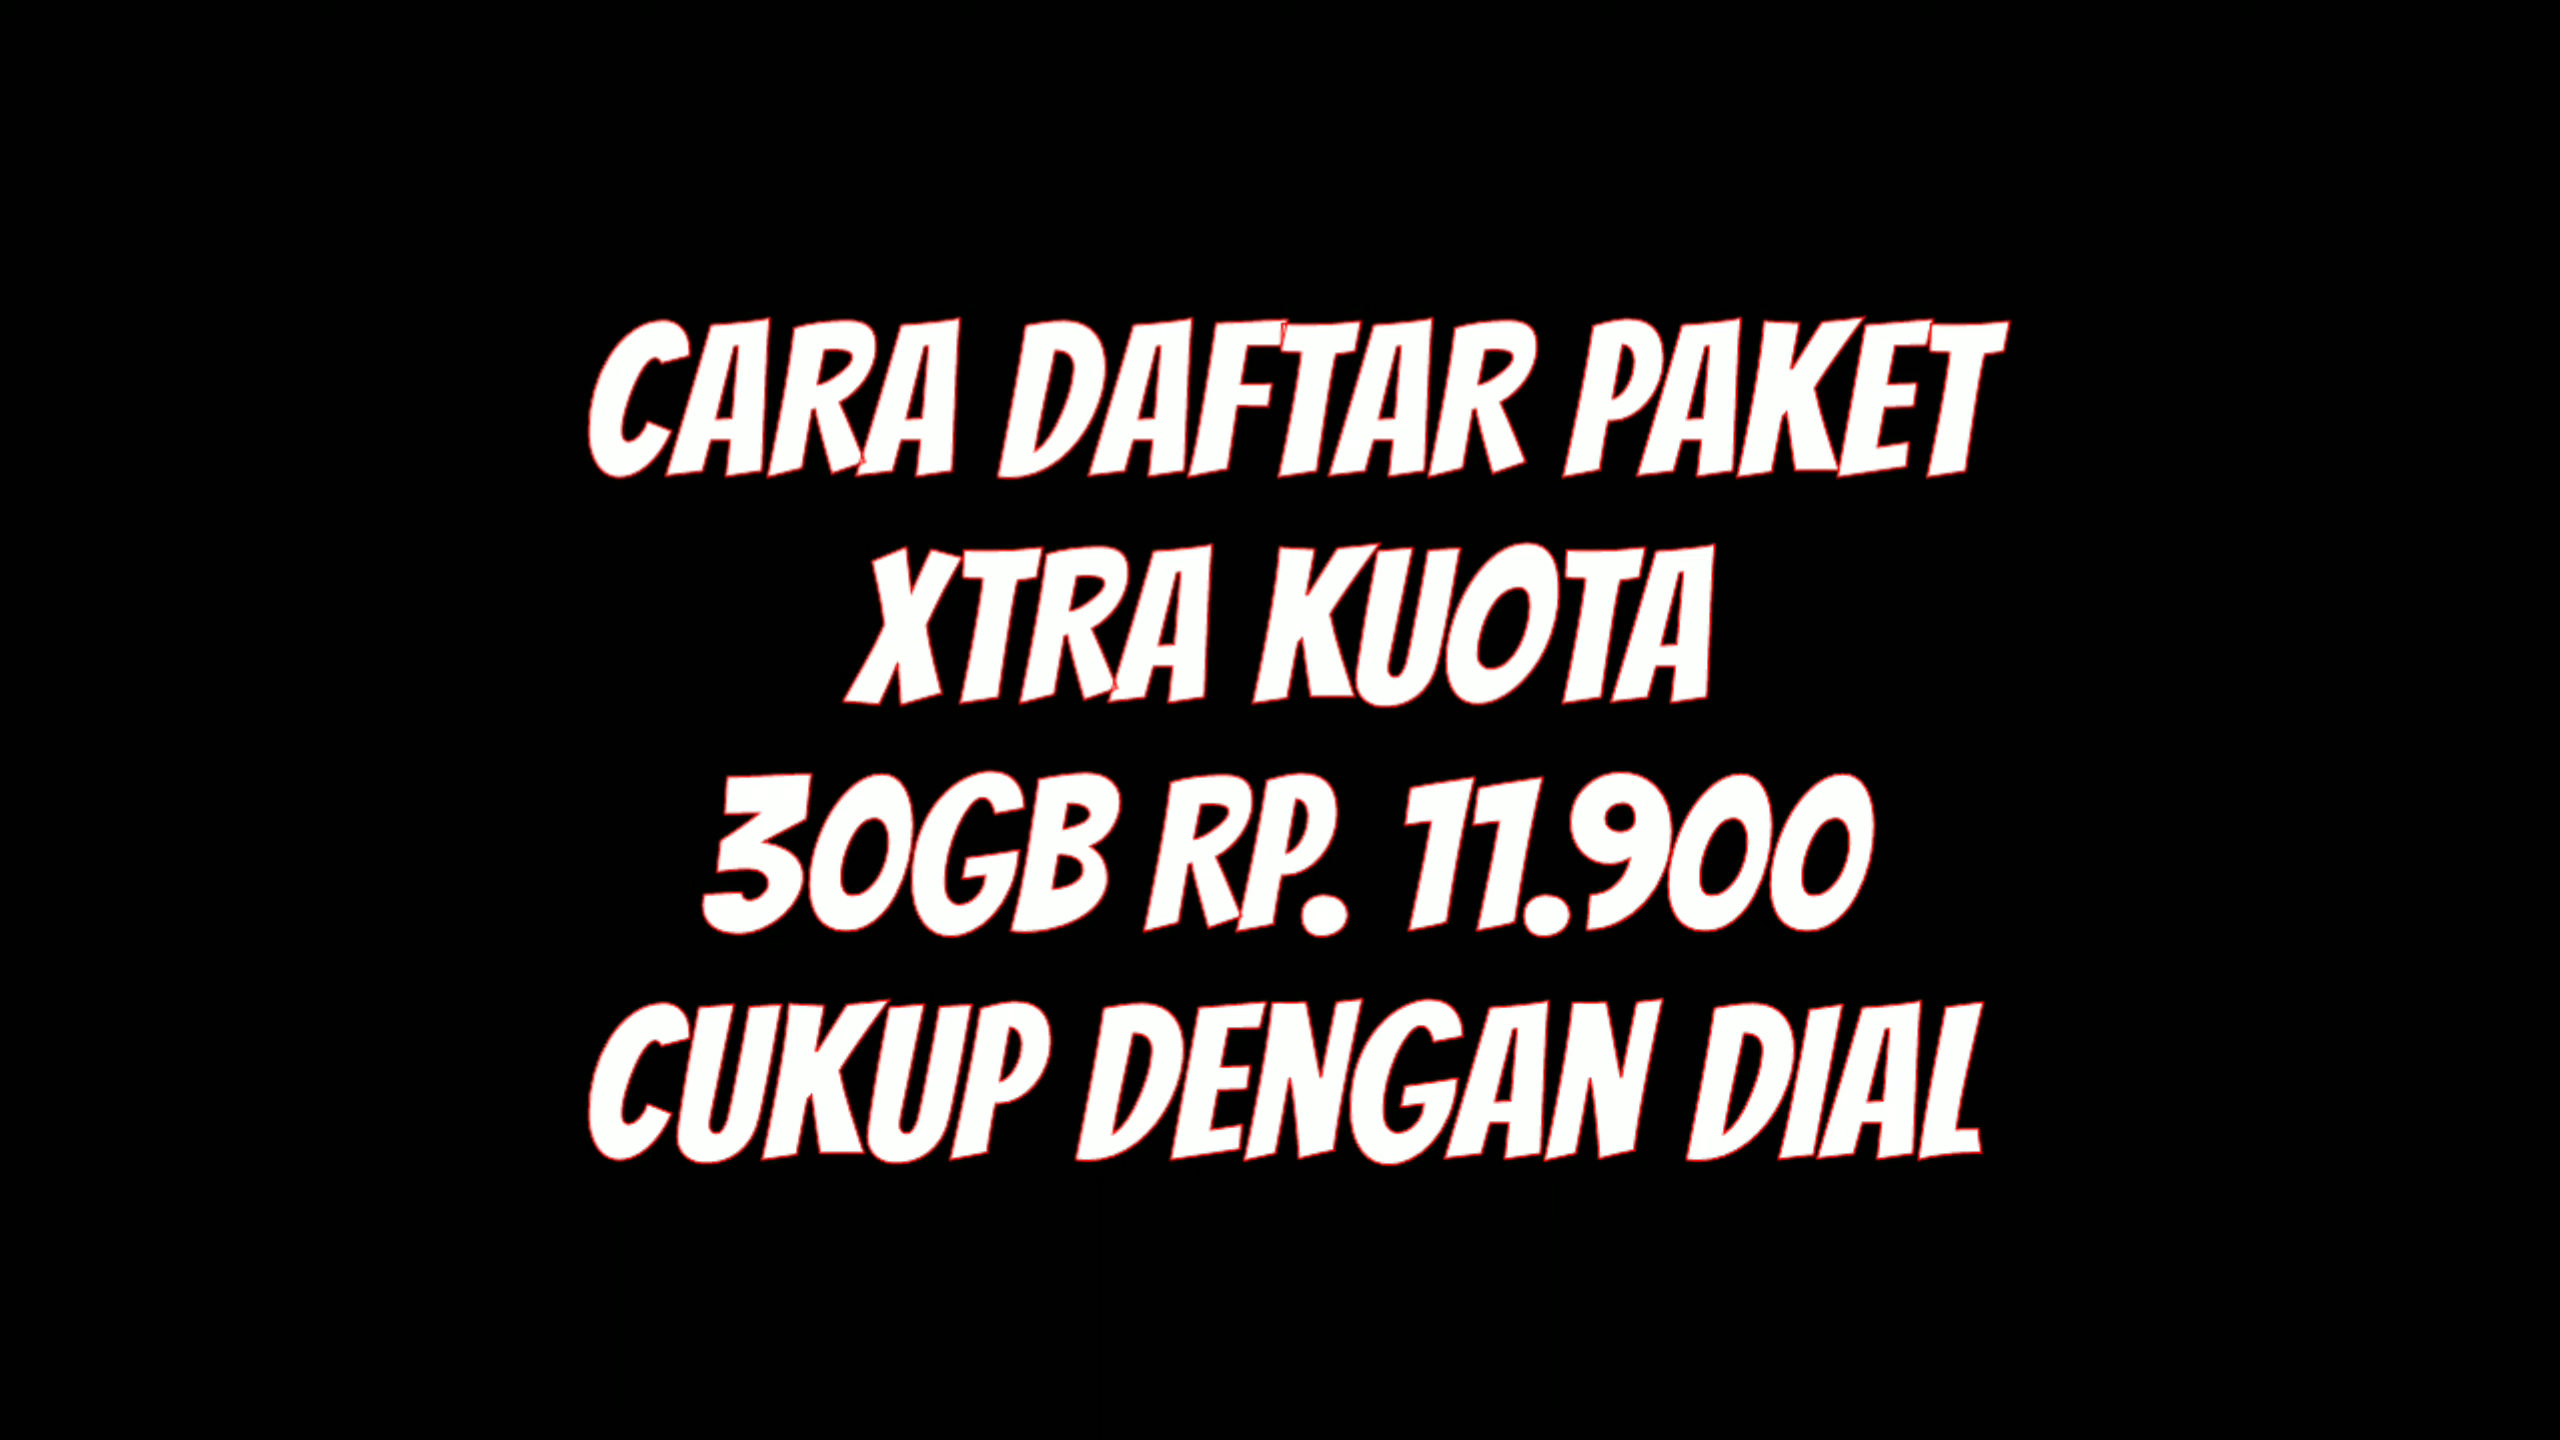 CARA DAFTAR PAKET
XTRA KUOTA
30GB RP. 11.900
CUKUP DENGAN DIAL